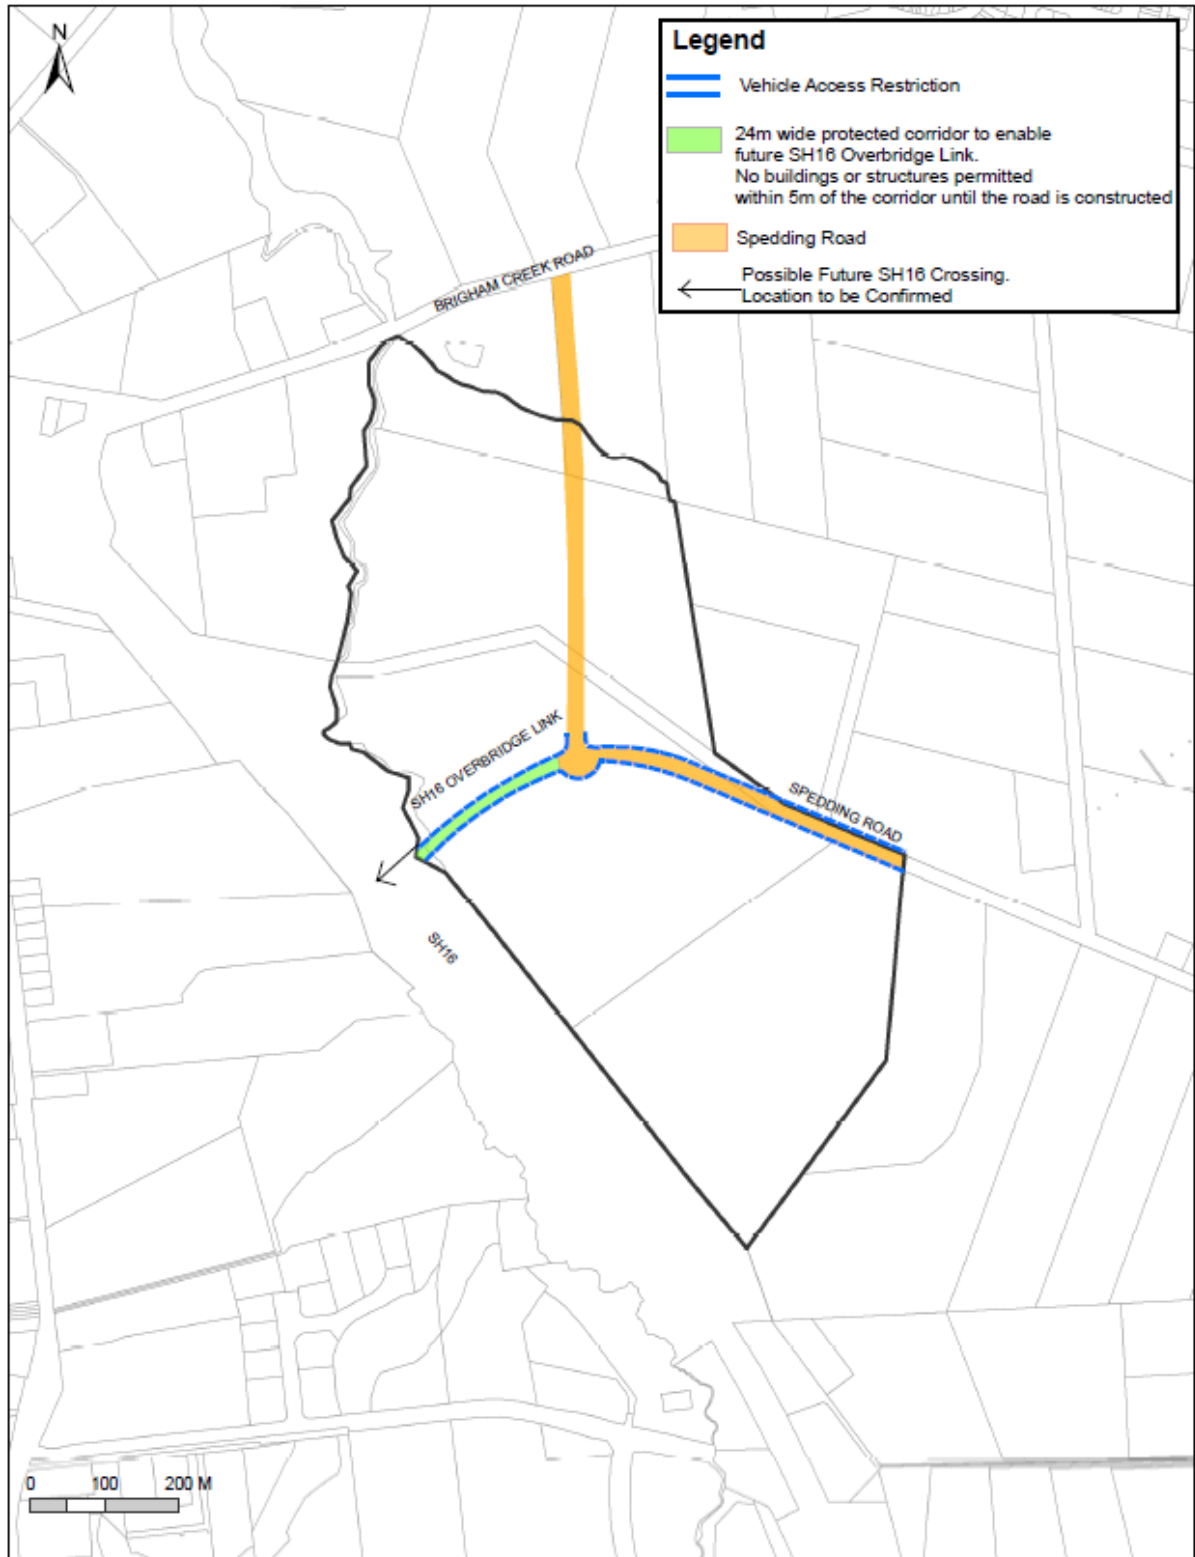 N
Legend
Vehicle Access Restriction
24m wide protected corridor to enable
future SH16 Overbridge Link.
No buildings or structures permitted
within 5m of the corridor until the road is constructed
Spedding Road
Possible Future SH16 Crossing.
Location to be Confirmed
BRIGHAM CREEK ROAD
SH16 OVERBRIDGE LINK
SPEDDING ROAD
SH16
0 100 200 M